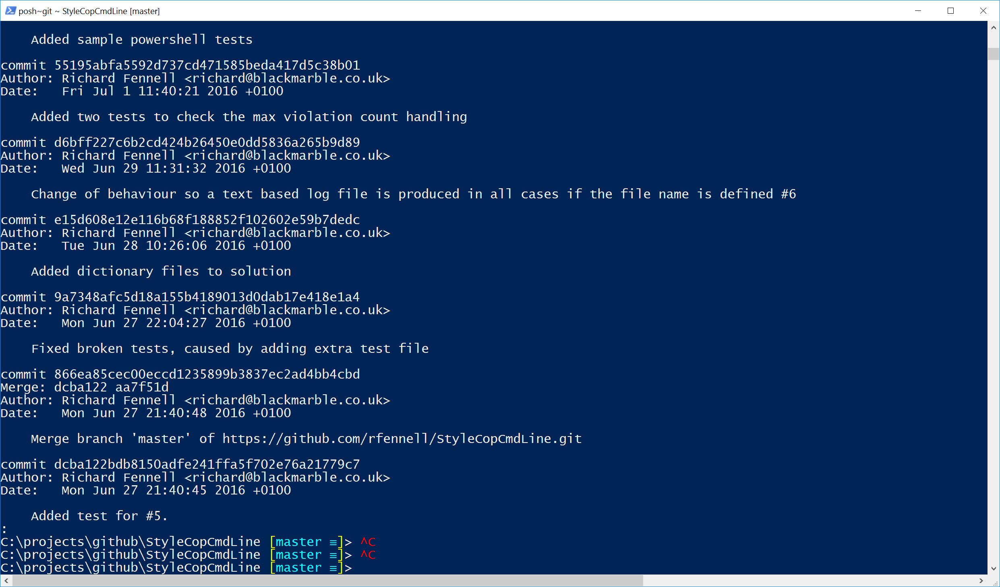 posh~git ~ StyleCopCmdLine [master]
Added sample powershell tests
commit 55195abfa5592d737cd471585beda417d5c38b01
Author: Richard Fennell <richard@blackmarble.co.uk>
Date:   Fri Jul 1 11:40:21 2016 +0100
Added two tests to check the max violation count handling
commit d6bff227c6b2cd424b26450e0dd5836a265b9d89
Author: Richard Fennell <richard@blackmarble.co.uk>
Date:   Wed Jun 29 11:31:32 2016 +0100
Change of behaviour so a text based log file is produced in all cases if the file name is defined #6
commit e15d608e12e116b68f188852f102602e59b7dedc
Author: Richard Fennell <richard@blackmarble.co.uk>
Date:   Tue Jun 28 10:26:06 2016 +0100
Added dictionary files to solution
commit 9a7348afc5d18a155b4189013d0dab17e418e1a4
Author: Richard Fennell <richard@blackmarble.co.uk>
Date:   Mon Jun 27 22:04:27 2016 +0100
Fixed broken tests, caused by adding extra test file
commit 866ea85cec00eccd1235899b3837ec2ad4bb4cbd
Merge: dcba122 aa7f51d
Author: Richard Fennell <richard@blackmarble.co.uk>
Date:   Mon Jun 27 21:40:48 2016 +0100
Merge branch 'master' of https://github.com/rfennell/StyleCopCmdLine.git
commit dcba122bdb8150adfe241ffa5f702e76a21779c7
Author: Richard Fennell <richard@blackmarble.co.uk>
Date:   Mon Jun 27 21:40:45 2016 +0100
Added test for #5.
:
C:\projects\github\StyleCopCmdLine [master ≡]> ^C
C:\projects\github\StyleCopCmdLine [master ≡]> ^C
C:\projects\github\StyleCopCmdLine [master ≡]>